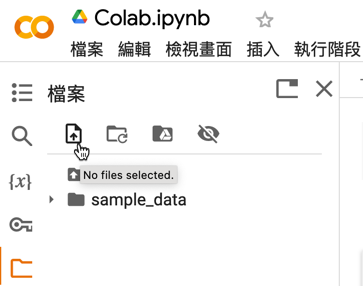 Colab.ipynb
檔案 編輯 檢視畫面 插入 執行階段
檔案
No files selected.
{x}
sample_data